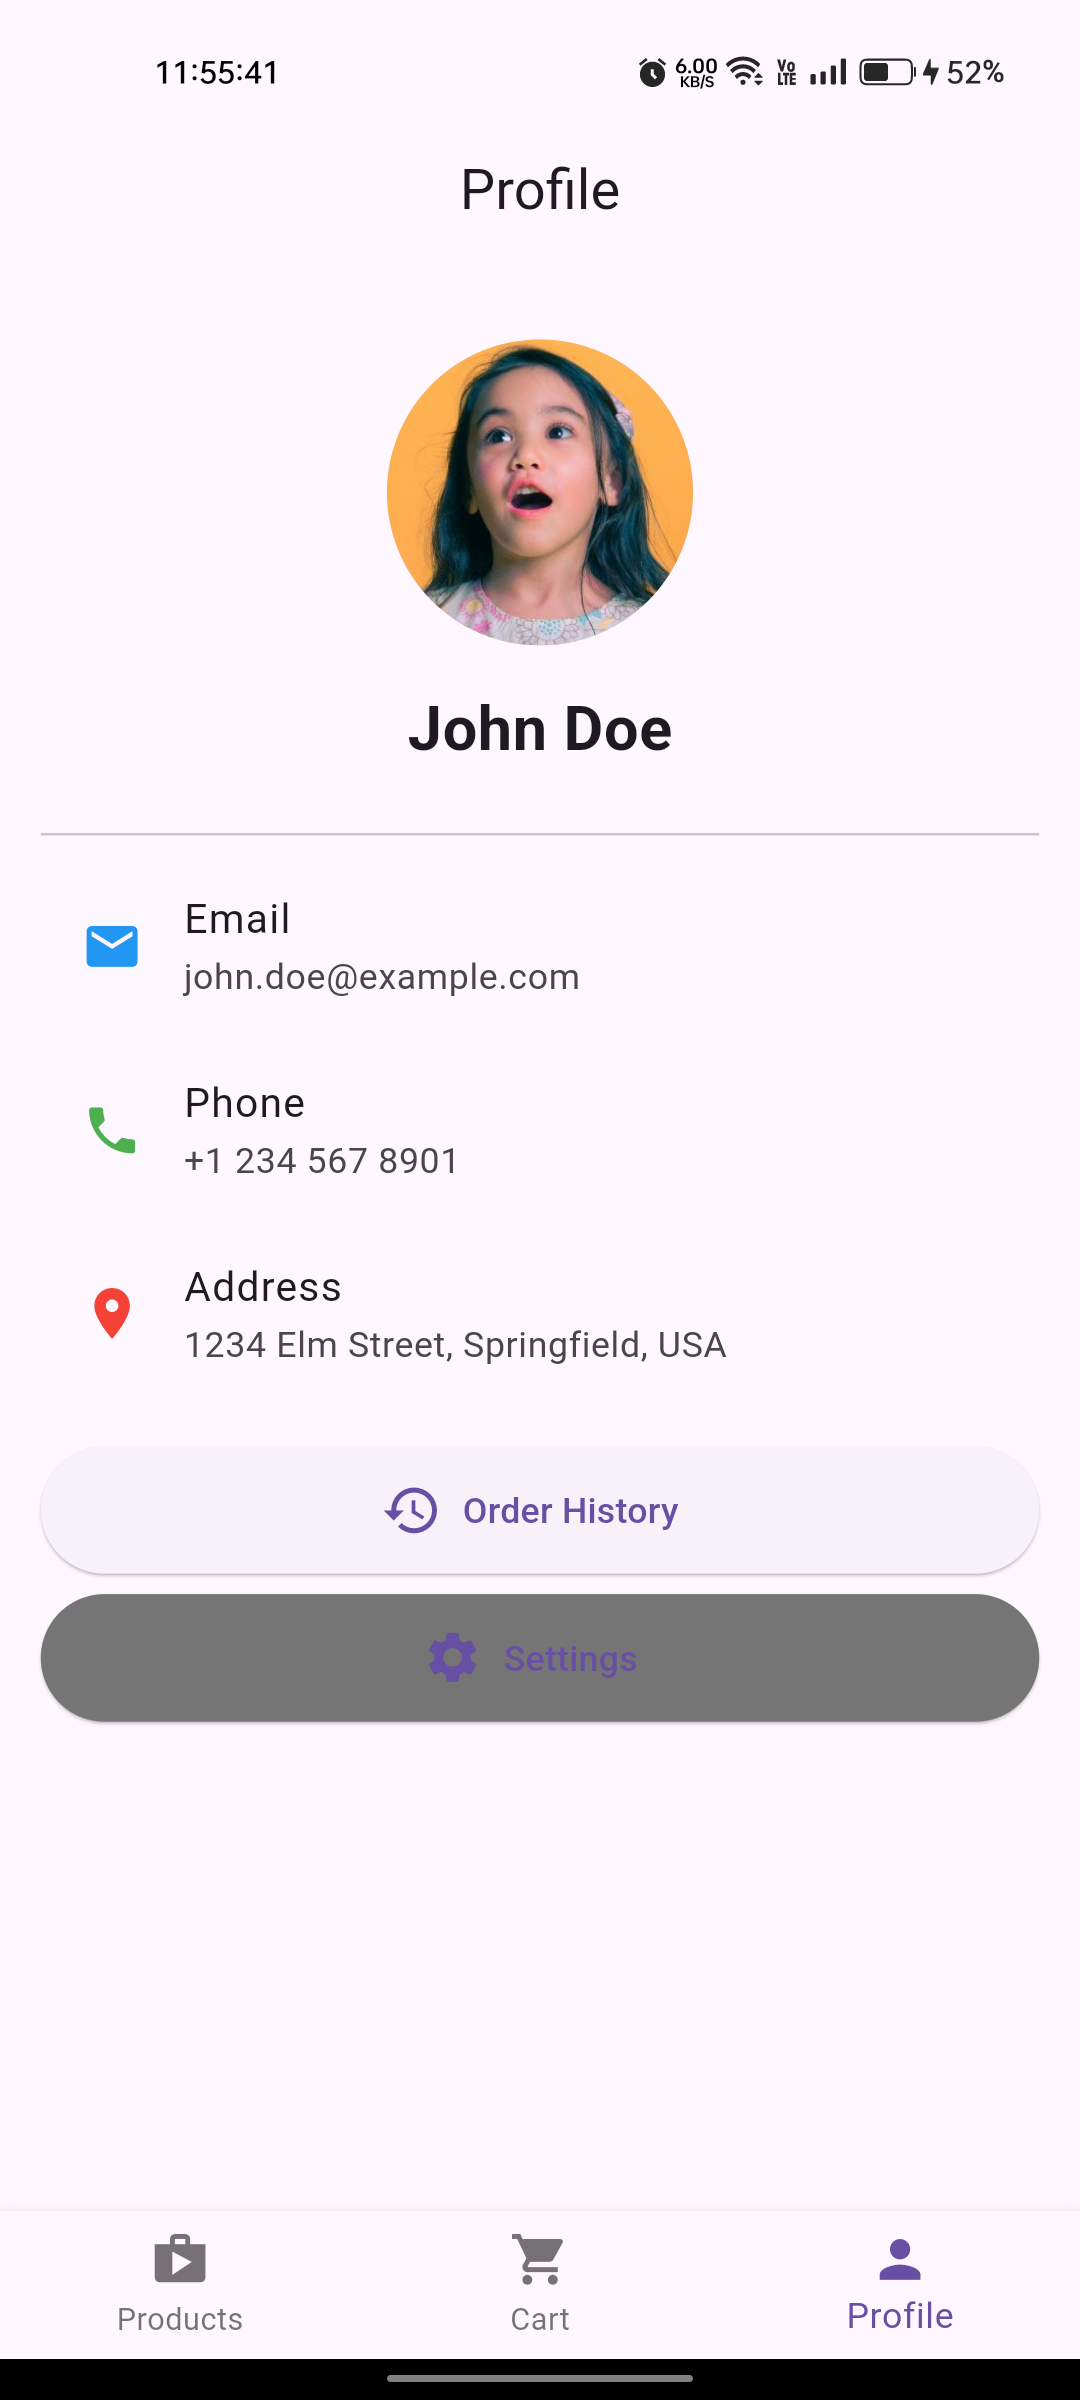 11:55:41
6.00
KB/S
Vo
LTE
52%
Profile
John Doe
Email
john.doe@example.com
Phone
+1 234 567 8901
Address
1234 Elm Street, Springfield, USA
Order History
Settings
Products
Cart
Profile